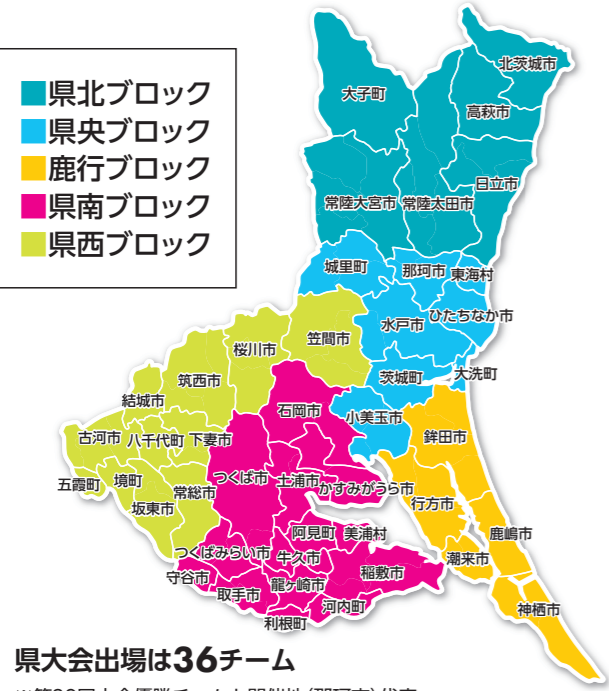 県北ブロック
県央ブロック
鹿行ブロック
県南ブロック
県西ブロック
北茨城市
大子町
高萩市
日立市
常陸大宮市
常陸太田市
城里町
那珂市
東海村
ひたちなか市
水戸市
笠間市
桜川市
茨城町
大洗町
筑西市
結城市
石岡市
小美玉市
鉾田市
古河市
八千代町
下妻市
五霞町
境町
常総市
つくば市
土浦市
かすみがうら市
坂東市
行方市
阿見町
美浦村
鹿嶋市
つくばみらい市
牛久市
潮来市
守谷市
稲敷市
取手市
龍ヶ崎市
河内町
神栖市
利根町
県大会出場は36チーム